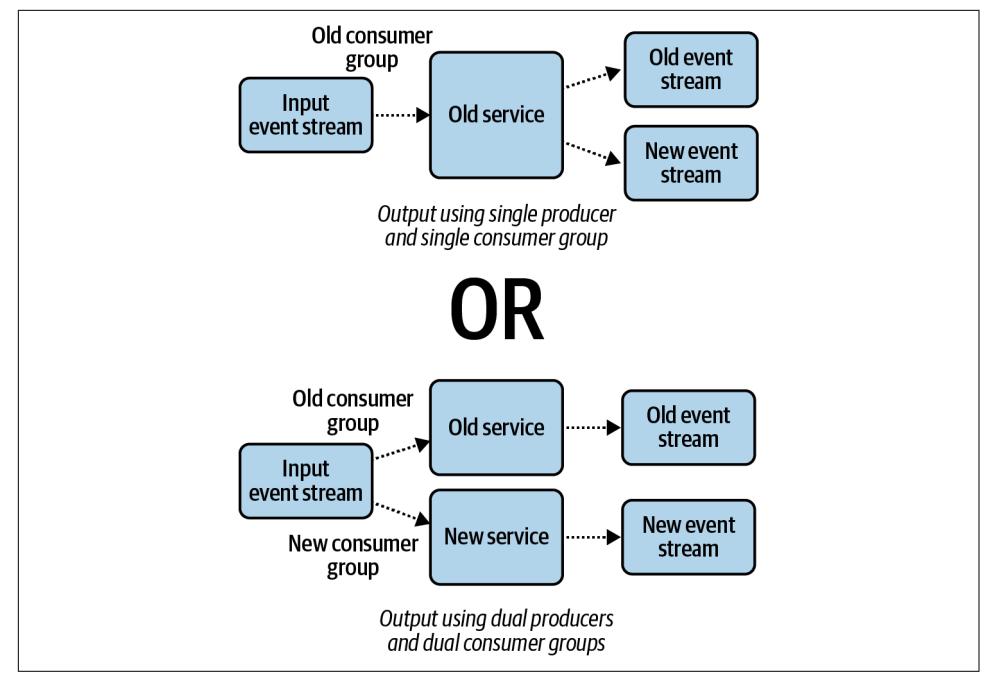 Old consumer
group
Input
event stream
Old service
Old event
stream
New event
stream
Output using single producer
and single consumer group
OR
Old consumer
group
Input
event stream
New consumer
group
Old service
New service
Old event
stream
New event
stream
Output using dual producers
and dual consumer groups